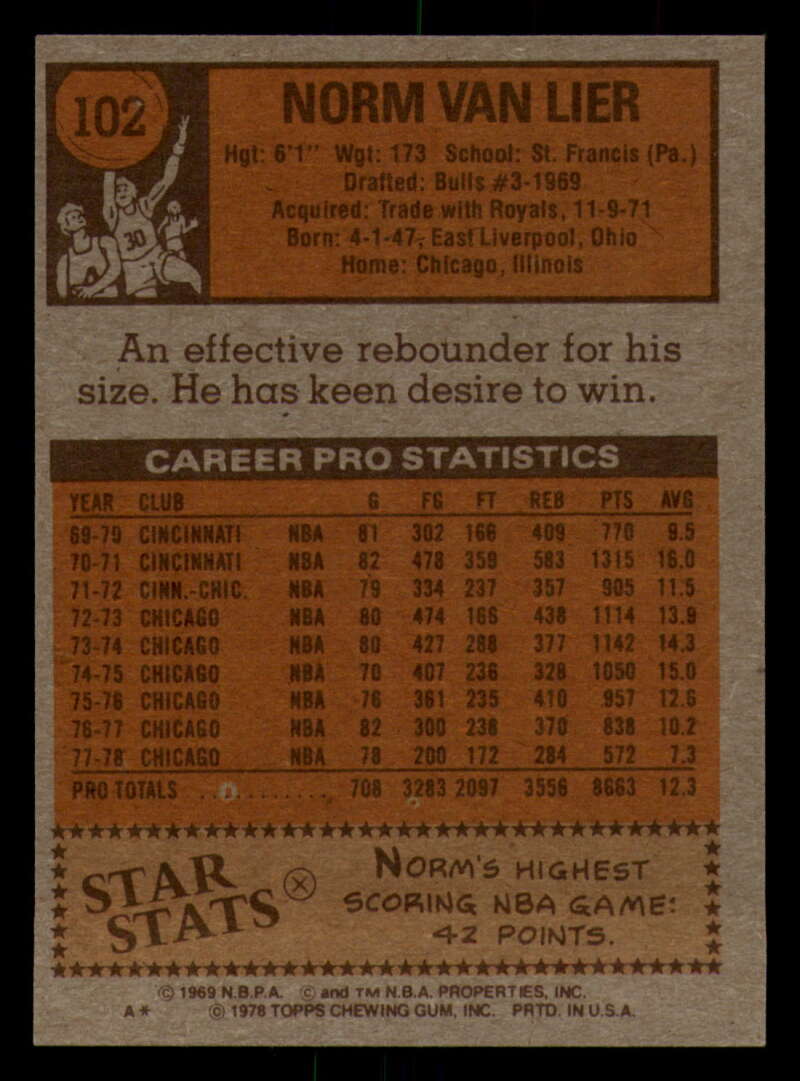 102
30
NORM VAN LIER
Hgt: 6'1" Wgt: 173 School: St. Francis (Pa.)
Drafted: Bulls #3-1969
Acquired: Trade with Royals, 11-9-71
Born: 4-1-47, East Liverpool, Ohio
Home: Chicago, Illinois
An effective rebounder for his
size. He has keen desire to win.
CAREER PRO STATISTICS
YEAR CLUB G FG FT REB PTS AVG
69-70 CINCINNATI NBA 81 302 166 409 770 9.5
70-71 CINCINNATI NBA 82 478 359 583 1315 16.0
71-72 CINN.-CHIC. NBA 79 334 237 357 905 11.5
72-73 CHICAGO NBA 80 474 166 438 1114 13.9
73-74 CHICAGO NBA 80 427 288 377 1142 14.3
74-75 CHICAGO NBA 70 407 236 328 1050 15.0
75-76 CHICAGO NBA 76 361 235 410 957 12.6
76-77 CHICAGO NBA 82 300 238 370 838 10.2
77-78 CHICAGO NBA 78 200 172 284 572 7.3
PRO TOTALS ........... 708 3283 2097 3556 8663 12.3
STAR
STATS
NORM'S HIGHEST
SCORING NBA GAME:
42 POINTS.
© 1969 N.B.P.A. © and TM N.B.A. PROPERTIES, INC.
A* © 1978 TOPPS CHEWING GUM, INC. PRTD. IN U.S.A.